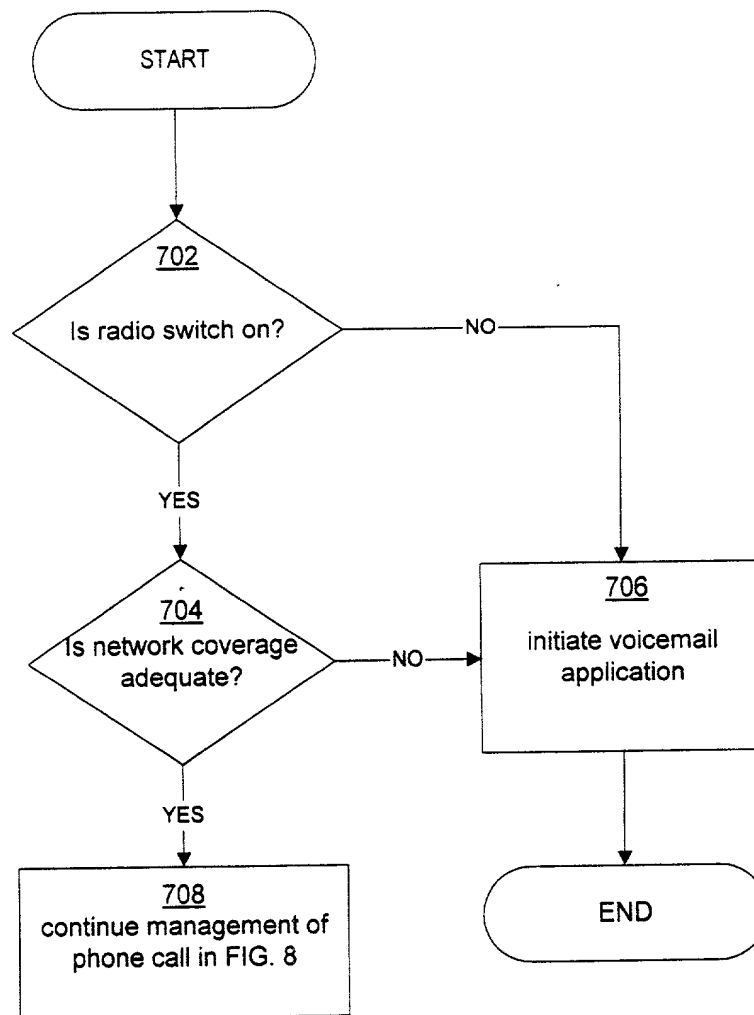 START
702
Is radio switch on?
NO
YES
704
Is network coverage
adequate?
NO
706
initiate voicemail
application
YES
708
continue management of
phone call in FIG. 8
END